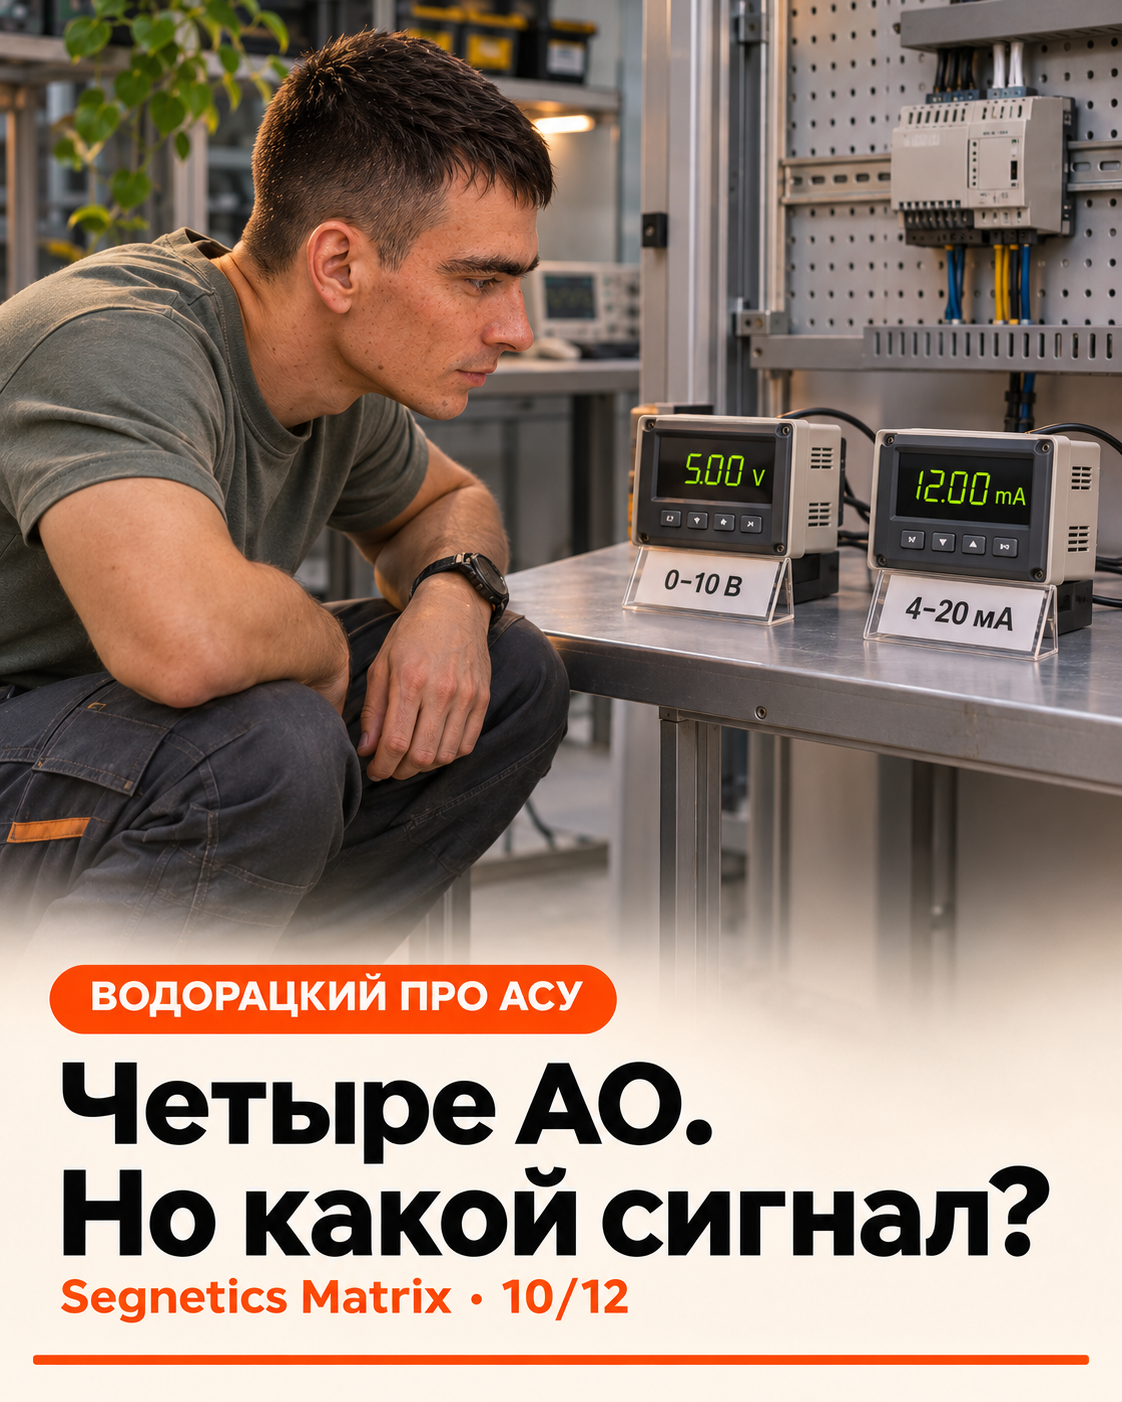 5.00 V
12.00 mA
0-10 В
4-20 мА
ВОДОРАЦКИЙ ПРО АСУ
Четыре АО.
Но какой сигнал?
Segnetics Matrix • 10/12